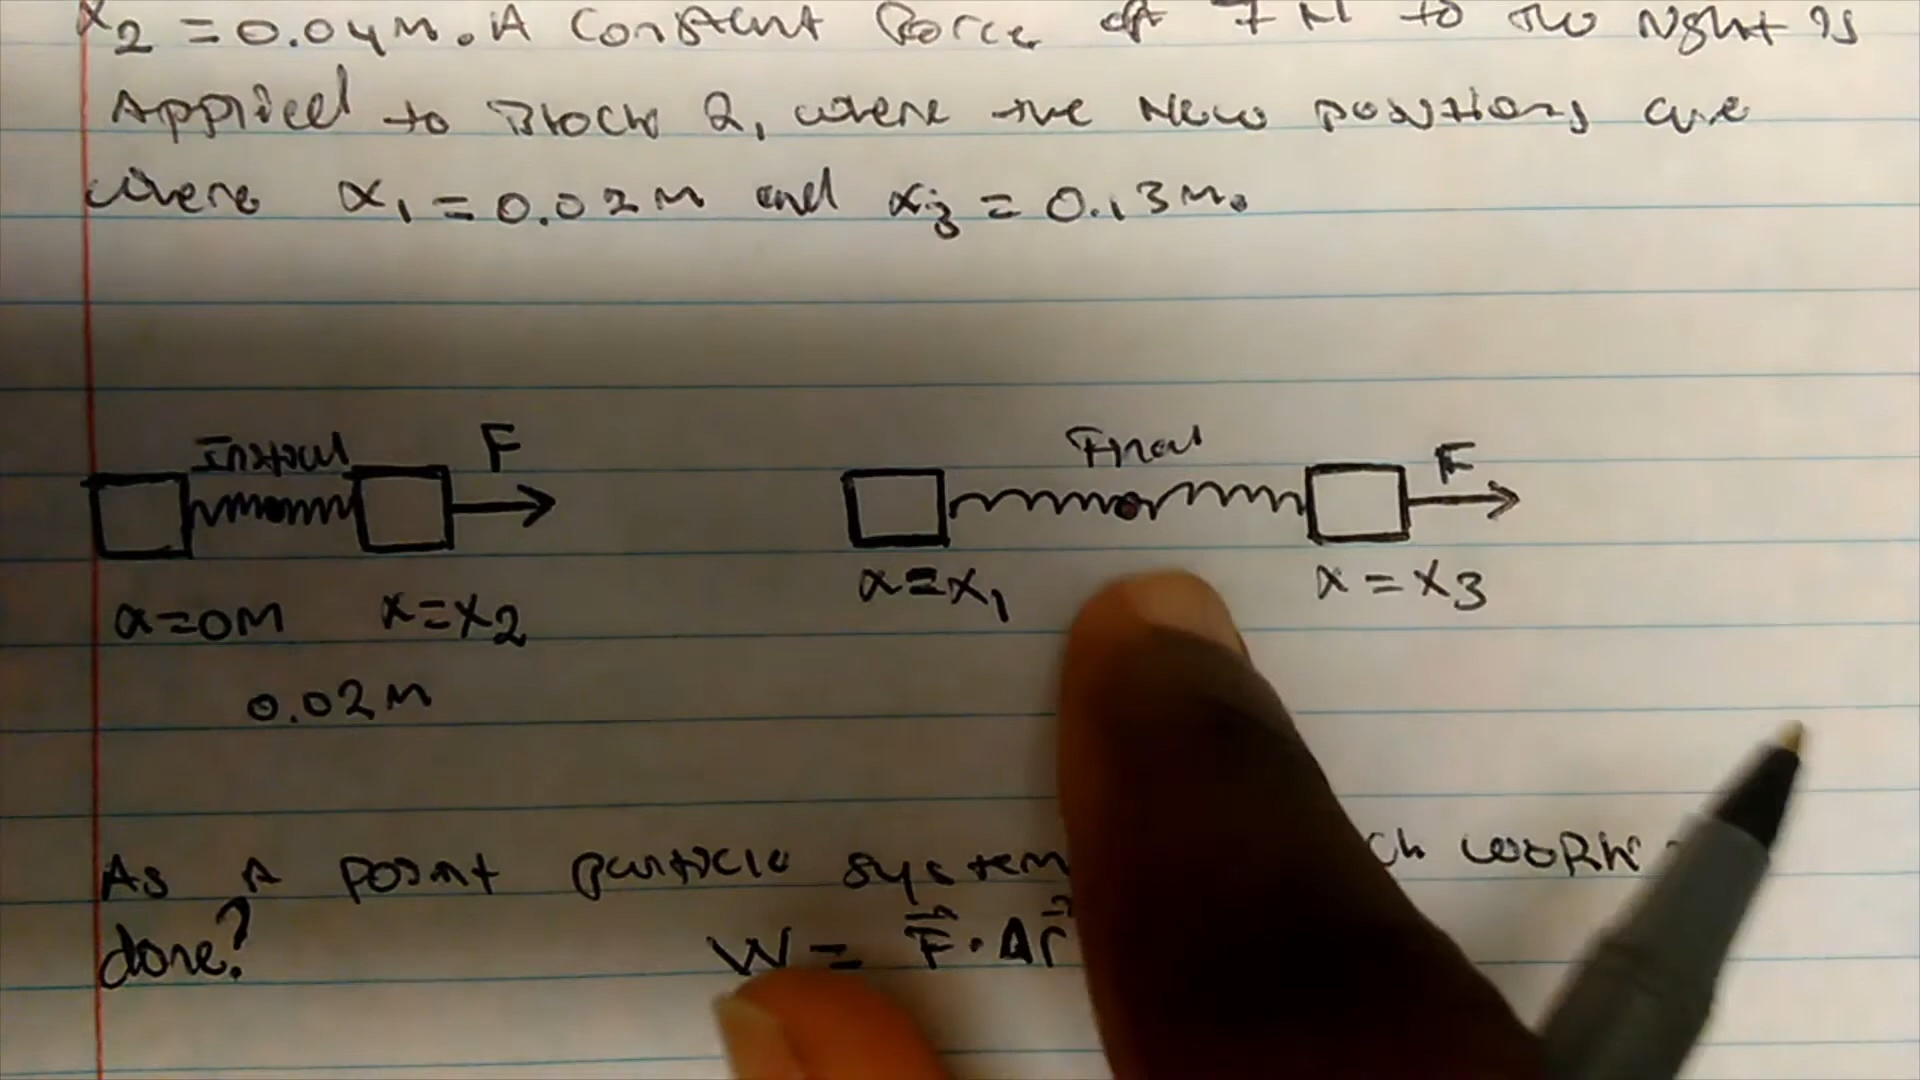 x2 = 0.04m. A Constant Force of 7N to the right is
Applied to Block 2, where the New positions are
where x1 = 0.02m and x3 = 0.13m.
Initial F Final F
x=0m x=x2 x=x1 x=x3
0.02m
As A point particle system work
done? W = F · Δr